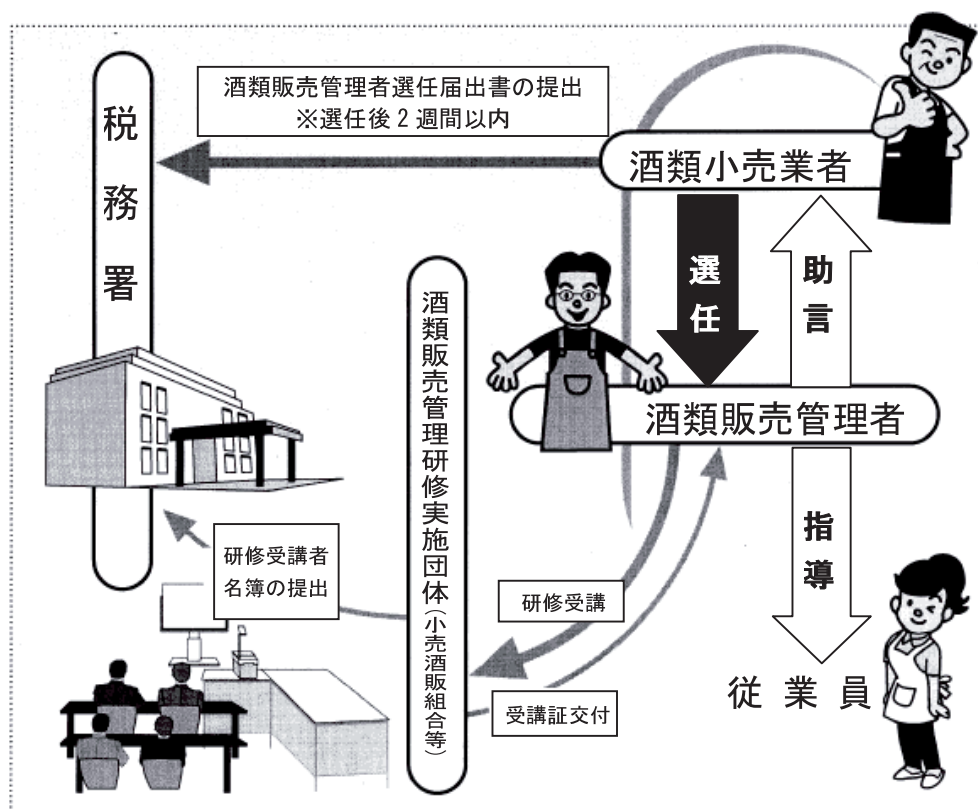 酒類販売管理者選任届出書の提出
※選任後2週間以内
税務署
酒類小売業者
選任
助言
酒類販売管理者
酒類販売管理研修実施団体(小売酒販組合等)
指導
研修受講者
名簿の提出
研修受講
受講証交付
従業員